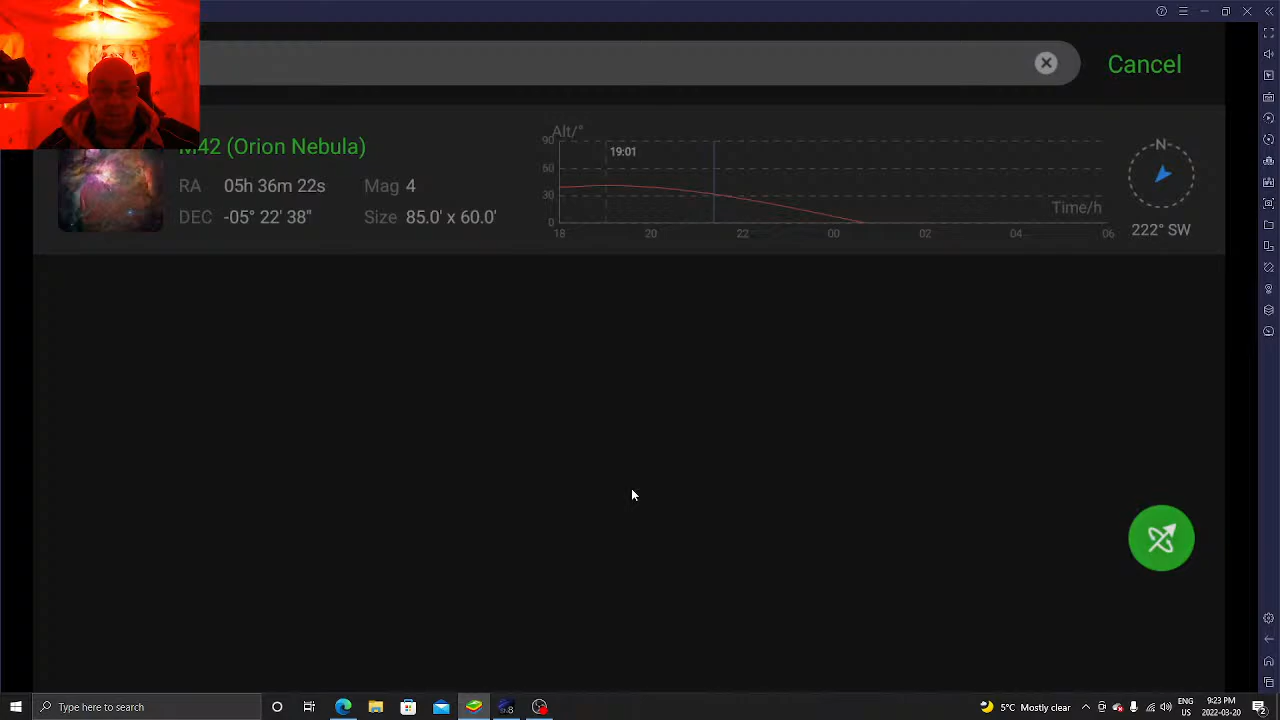 Cancel
M42 (Orion Nebula)
RA 05h 36m 22s Mag 4
DEC -05° 22' 38" Size 85.0' x 60.0'
Alt/°
90
60
30
0
19:01
Time/h
18 20 22 00 02 04 06
N
222° SW
Type here to search
5°C Mostly clear
ENG
US
9:23 PM
2022-03-20
2